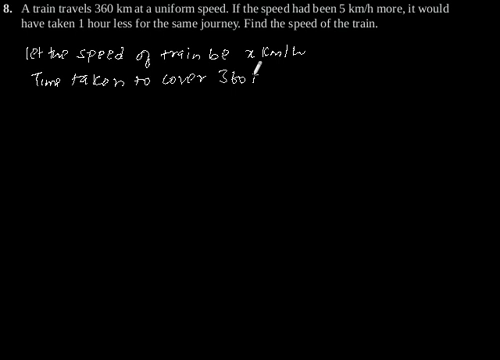 8. A train travels 360 km at a uniform speed. If the speed had been 5 km/h more, it would
have taken 1 hour less for the same journey. Find the speed of the train.
let the speed of train be x km/h
Time taken to cover 360